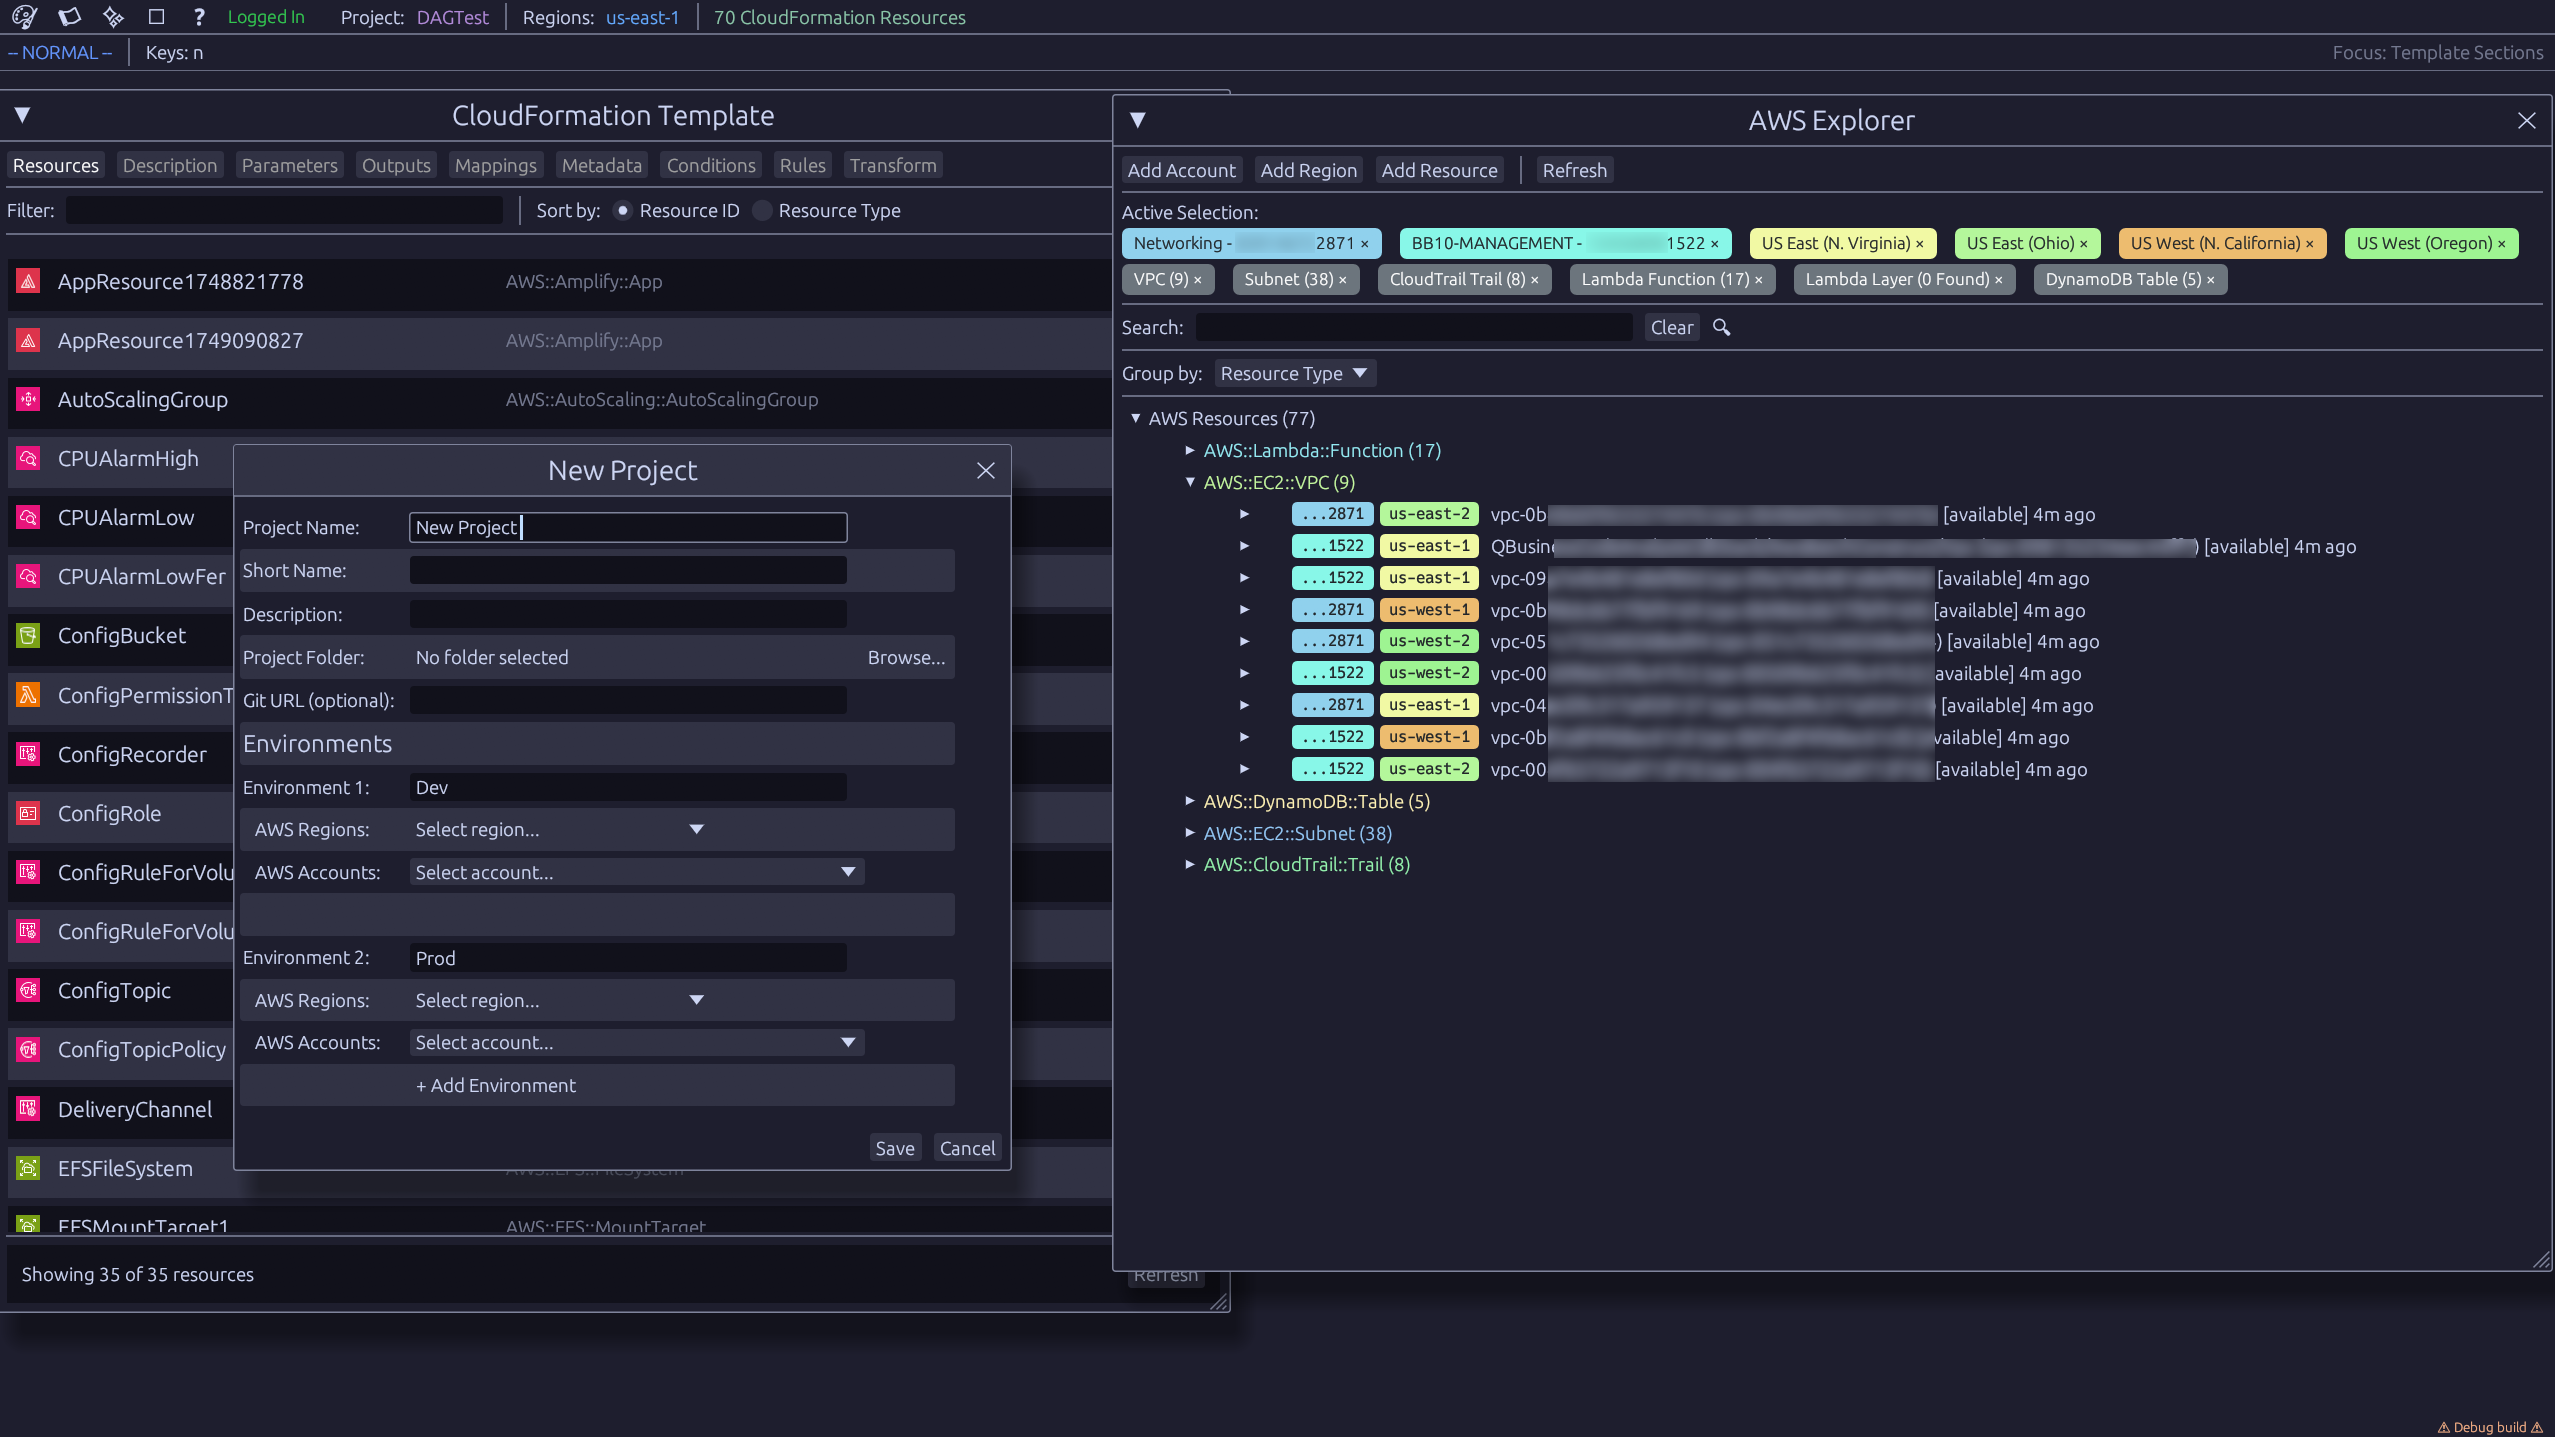 ? Logged In Project: DAGTest Regions: us-east-1 70 CloudFormation Resources
-- NORMAL -- Keys: n Focus: Template Sections
▼ CloudFormation Template
Resources Description Parameters Outputs Mappings Metadata Conditions Rules Transform
Filter: Sort by: Resource ID Resource Type
AppResource1748821778 AWS::Amplify::App
AppResource1749090827 AWS::Amplify::App
AutoScalingGroup AWS::AutoScaling::AutoScalingGroup
CPUAlarmHigh
CPUAlarmLow
CPUAlarmLowFer
ConfigBucket
ConfigPermissionT
ConfigRecorder
ConfigRole
ConfigRuleForVolu
ConfigRuleForVolu
ConfigTopic
ConfigTopicPolicy
DeliveryChannel
EFSFileSystem AWS::EFS::FileSystem
EFSMountTarget1 AWS::EFS::MountTarget
Showing 35 of 35 resources Refresh
New Project
Project Name: New Project
Short Name:
Description:
Project Folder: No folder selected Browse...
Git URL (optional):
Environments
Environment 1: Dev
AWS Regions: Select region... ▼
AWS Accounts: Select account... ▼
Environment 2: Prod
AWS Regions: Select region... ▼
AWS Accounts: Select account... ▼
+ Add Environment
Save Cancel
▼ AWS Explorer
Add Account Add Region Add Resource Refresh
Active Selection:
Networking - 2871 × BB10-MANAGEMENT - 1522 × US East (N. Virginia) × US East (Ohio) × US West (N. California) × US West (Oregon) ×
VPC (9) × Subnet (38) × CloudTrail Trail (8) × Lambda Function (17) × Lambda Layer (0 Found) × DynamoDB Table (5) ×
Search: Clear 🔍
Group by: Resource Type ▼
▼ AWS Resources (77)
▶ AWS::Lambda::Function (17)
▼ AWS::EC2::VPC (9)
▶ ...2871 us-east-2 vpc-0b [available] 4m ago
▶ ...1522 us-east-1 QBusin ) [available] 4m ago
▶ ...1522 us-east-1 vpc-09 [available] 4m ago
▶ ...2871 us-west-1 vpc-0b [available] 4m ago
▶ ...2871 us-west-2 vpc-05 ) [available] 4m ago
▶ ...1522 us-west-2 vpc-00 available] 4m ago
▶ ...2871 us-east-1 vpc-04 [available] 4m ago
▶ ...1522 us-west-1 vpc-0b vailable] 4m ago
▶ ...1522 us-east-2 vpc-00 [available] 4m ago
▶ AWS::DynamoDB::Table (5)
▶ AWS::EC2::Subnet (38)
▶ AWS::CloudTrail::Trail (8)
⚠ Debug build ⚠